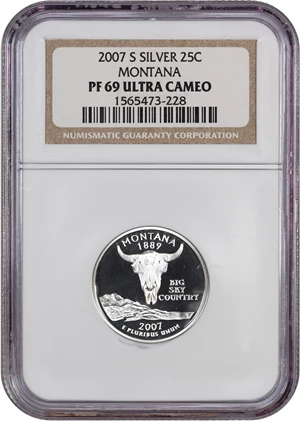 2007 S SILVER 25C
MONTANA
PF 69 ULTRA CAMEO
1565473-228
NUMISMATIC GUARANTY CORPORATION
MONTANA
1889
BIG
SKY
COUNTRY
2007
E PLURIBUS UNUM